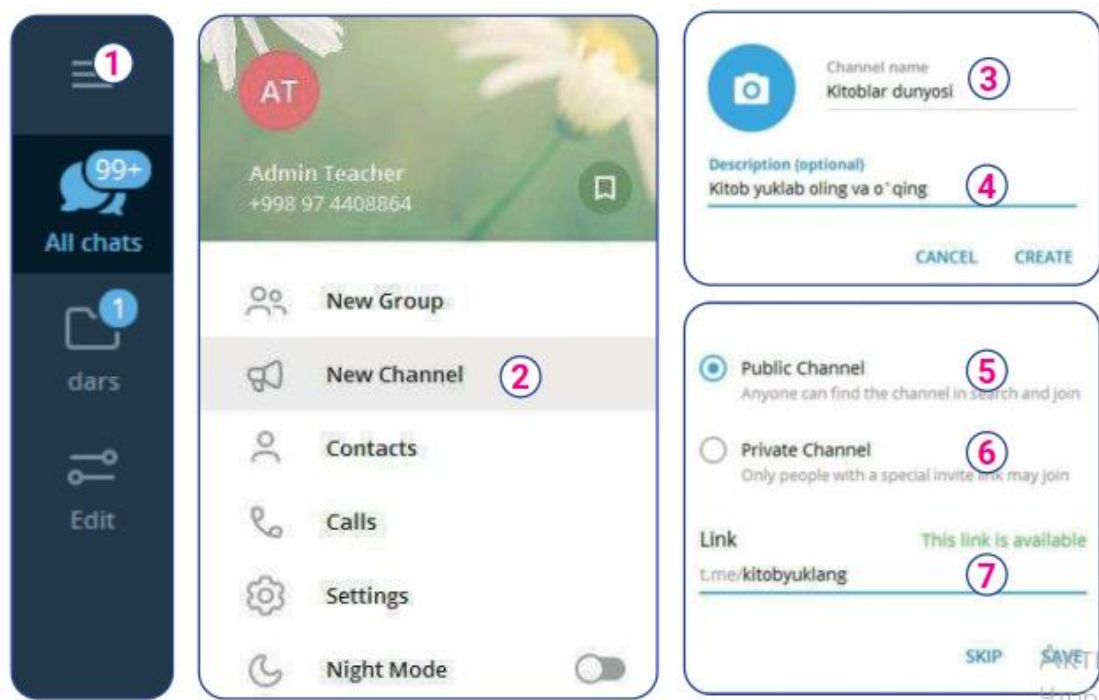 1
99+
All chats
1
dars
Edit
AT
Admin Teacher
+998 97 4408864
New Group
New Channel 2
Contacts
Calls
Settings
Night Mode
Channel name
Kitoblar dunyosi 3
Description (optional)
Kitob yuklab oling va o`qing 4
CANCEL CREATE
Public Channel 5
Anyone can find the channel in search and join
Private Channel 6
Only people with a special invite link may join
Link This link is available
t.me/kitobyuklang 7
SKIP SAVE